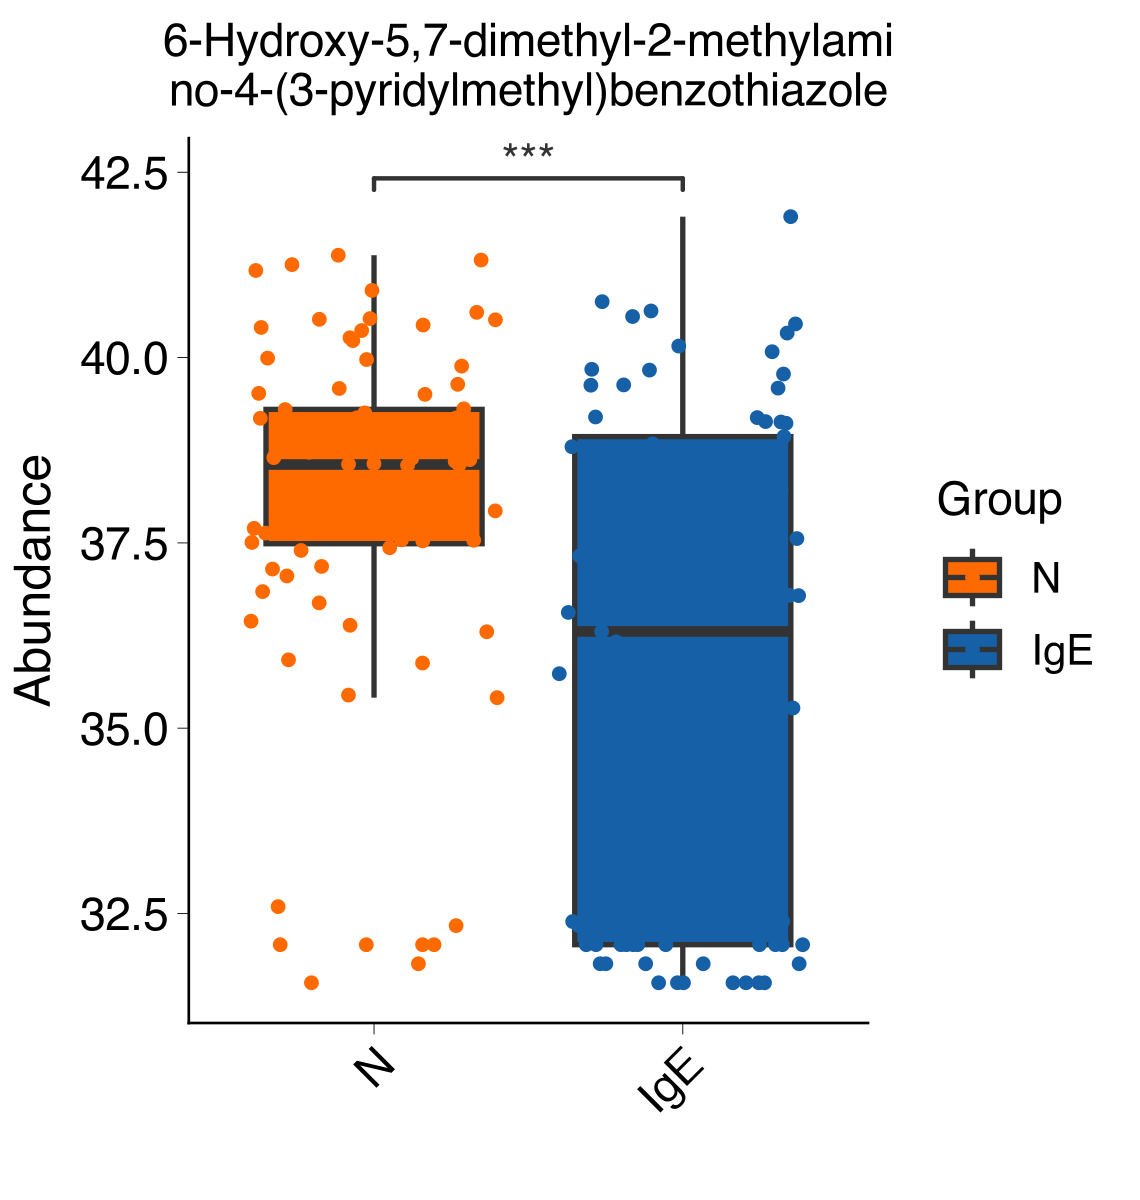 6-Hydroxy-5,7-dimethyl-2-methylami
no-4-(3-pyridylmethyl)benzothiazole
***
42.5
40.0
37.5
35.0
32.5
Abundance
N
IgE
Group
N
IgE